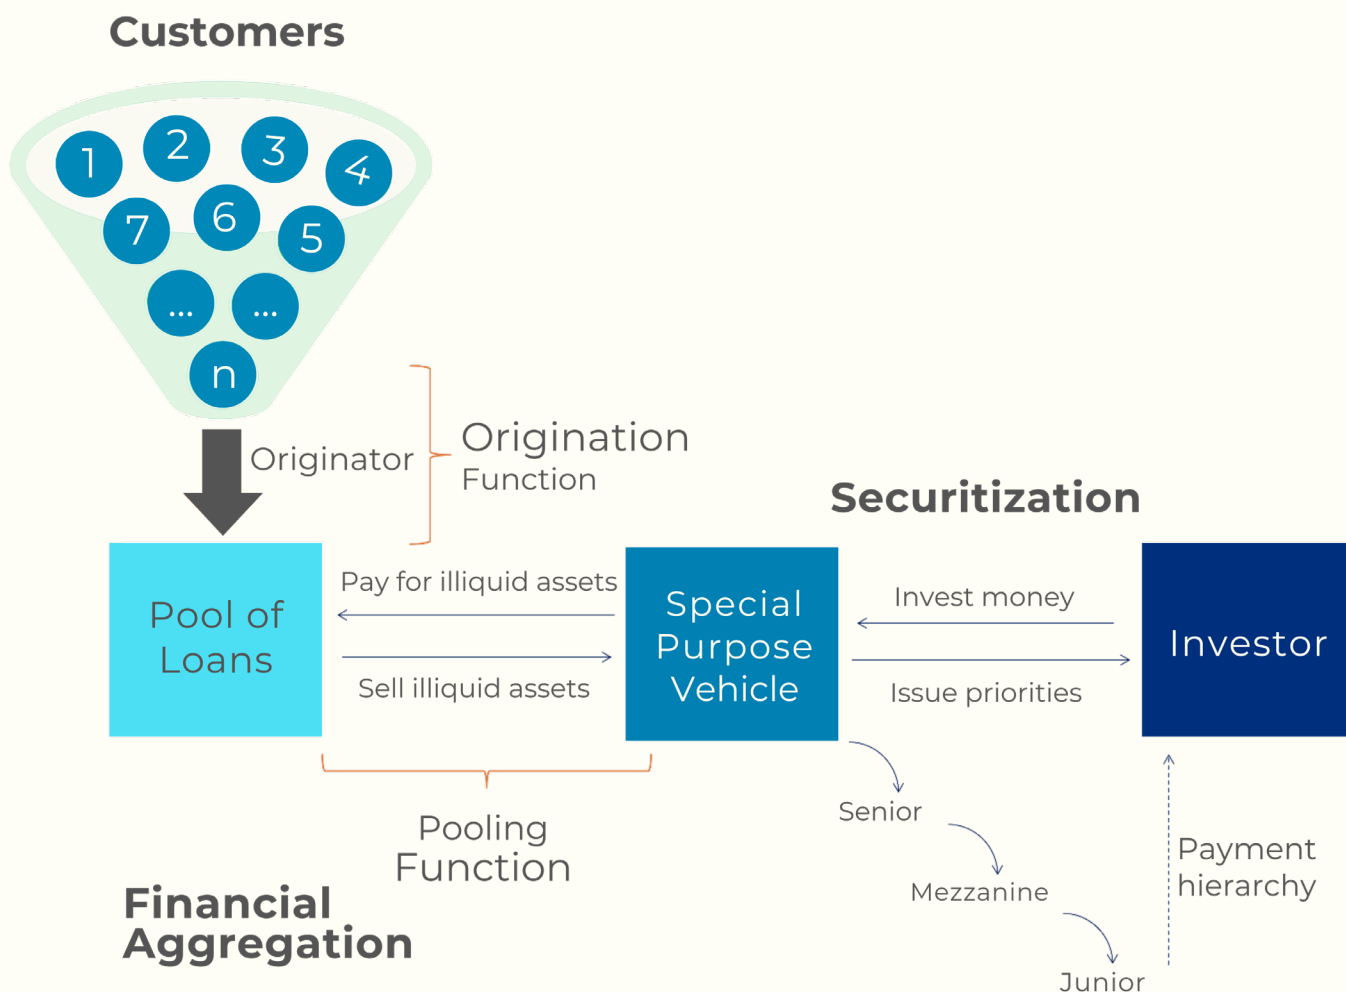 Customers
1
2
3
4
7
6
5
...
...
n
Originator
Origination
Function
Securitization
Pool of
Loans
Pay for illiquid assets
Sell illiquid assets
Special
Purpose
Vehicle
Invest money
Issue priorities
Investor
Pooling
Function
Senior
Mezzanine
Junior
Payment
hierarchy
Financial
Aggregation